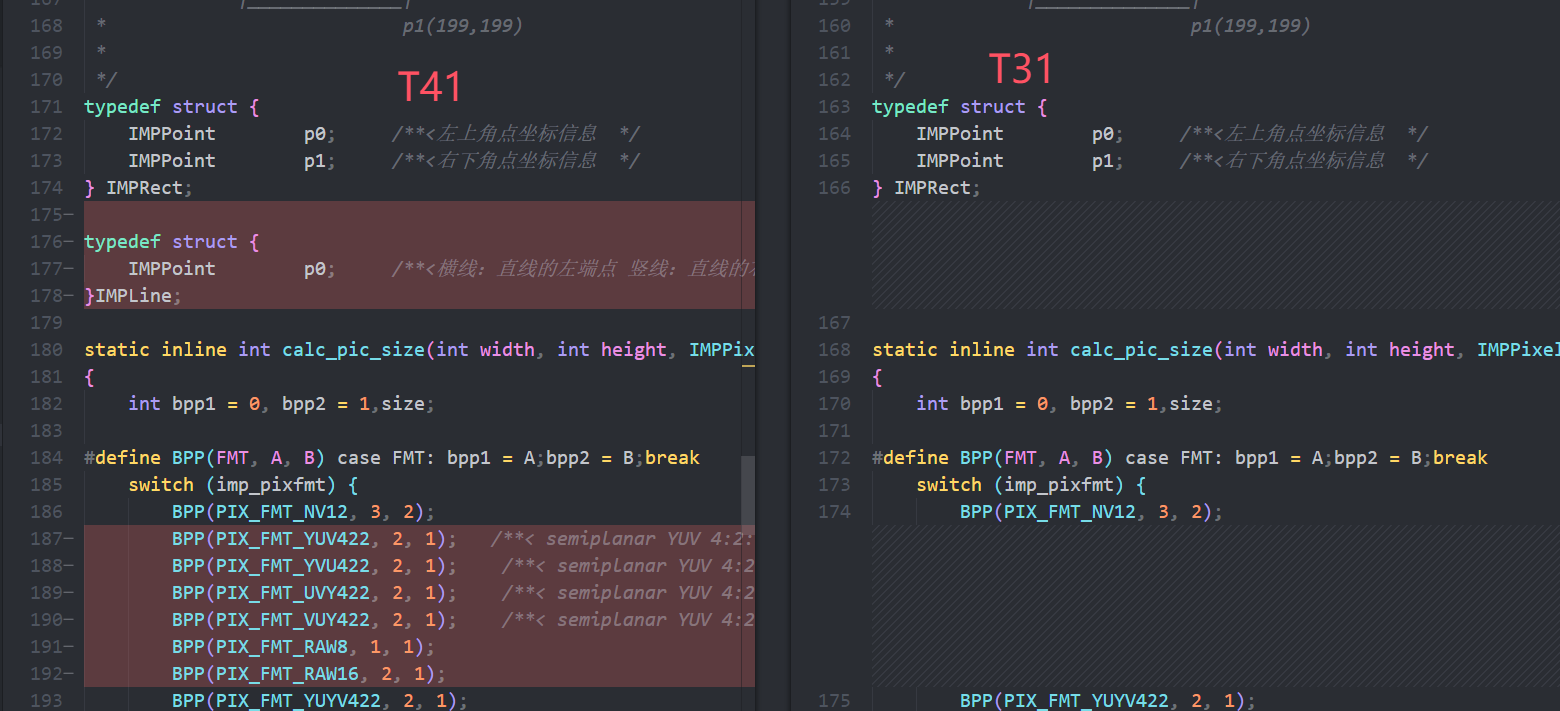 168 * p1(199,199)
169 *
170 */
T41
171 typedef struct {
172 IMPPoint p0; /**<左上角点坐标信息 */
173 IMPPoint p1; /**<右下角点坐标信息 */
174 } IMPRect;
175−
176− typedef struct {
177− IMPPoint p0; /**<横线：直线的左端点 竖线：直线的
178− }IMPLine;
179
180 static inline int calc_pic_size(int width, int height, IMPPix
181 {
182 int bpp1 = 0, bpp2 = 1,size;
183
184 #define BPP(FMT, A, B) case FMT: bpp1 = A;bpp2 = B;break
185 switch (imp_pixfmt) {
186 BPP(PIX_FMT_NV12, 3, 2);
187− BPP(PIX_FMT_YUV422, 2, 1); /**< semiplanar YUV 4:2:
188− BPP(PIX_FMT_YVU422, 2, 1); /**< semiplanar YUV 4:2
189− BPP(PIX_FMT_UVY422, 2, 1); /**< semiplanar YUV 4:2
190− BPP(PIX_FMT_VUY422, 2, 1); /**< semiplanar YUV 4:2
191− BPP(PIX_FMT_RAW8, 1, 1);
192− BPP(PIX_FMT_RAW16, 2, 1);
193 BPP(PIX_FMT_YUYV422, 2, 1);
160 * p1(199,199)
161 *
162 */
T31
163 typedef struct {
164 IMPPoint p0; /**<左上角点坐标信息 */
165 IMPPoint p1; /**<右下角点坐标信息 */
166 } IMPRect;
167
168 static inline int calc_pic_size(int width, int height, IMPPixel
169 {
170 int bpp1 = 0, bpp2 = 1,size;
171
172 #define BPP(FMT, A, B) case FMT: bpp1 = A;bpp2 = B;break
173 switch (imp_pixfmt) {
174 BPP(PIX_FMT_NV12, 3, 2);
175 BPP(PIX_FMT_YUYV422, 2, 1);